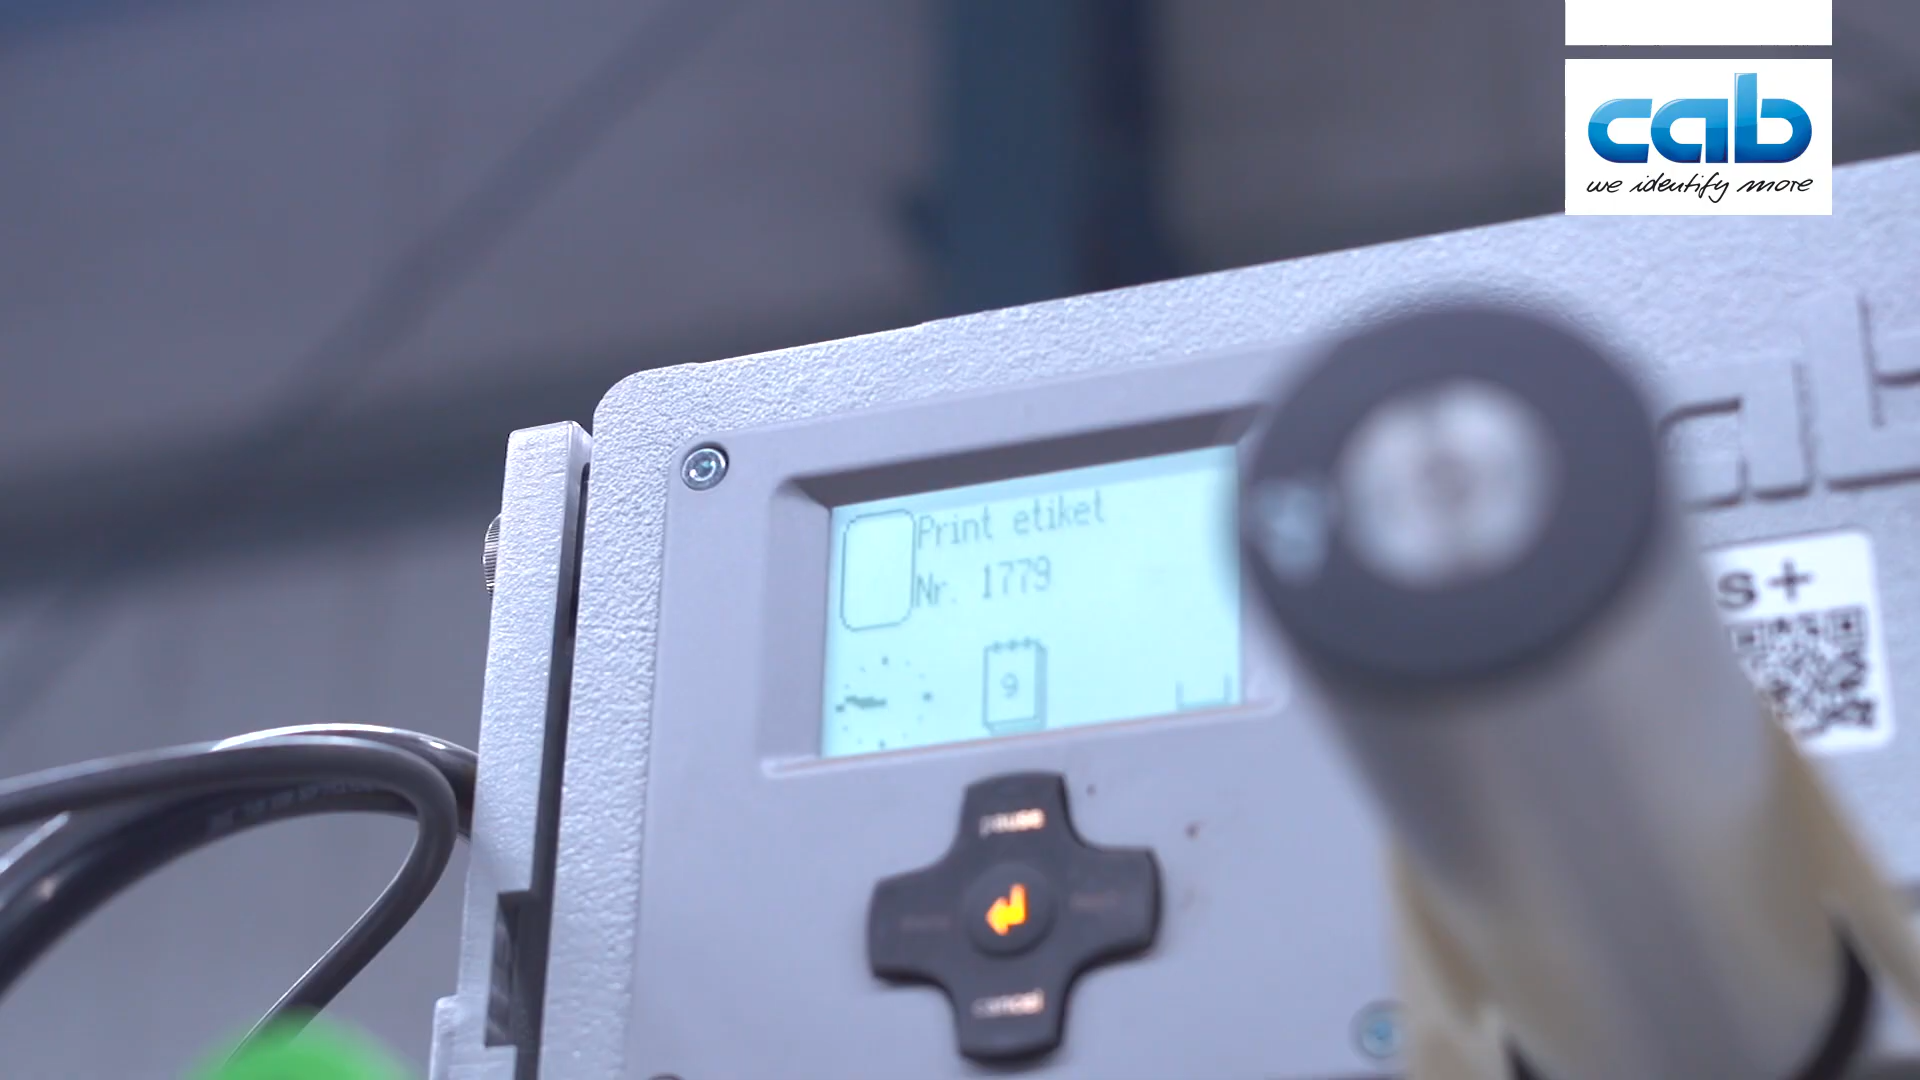 cab
we identify more
Print etiket
Nr. 1779
9
s+
pause
cancel